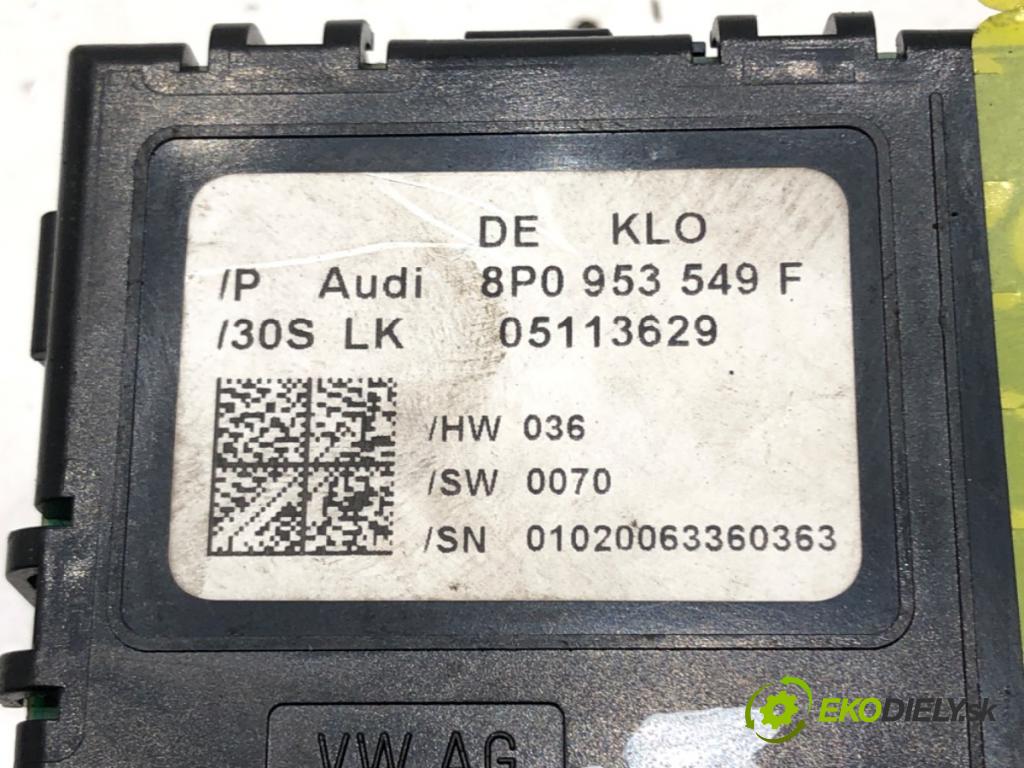 DE KLO
/P Audi 8P0 953 549 F
/30S LK 05113629
/HW 036
/SW 0070
/SN 01020063360363
VW AG
EKODIELY.sk